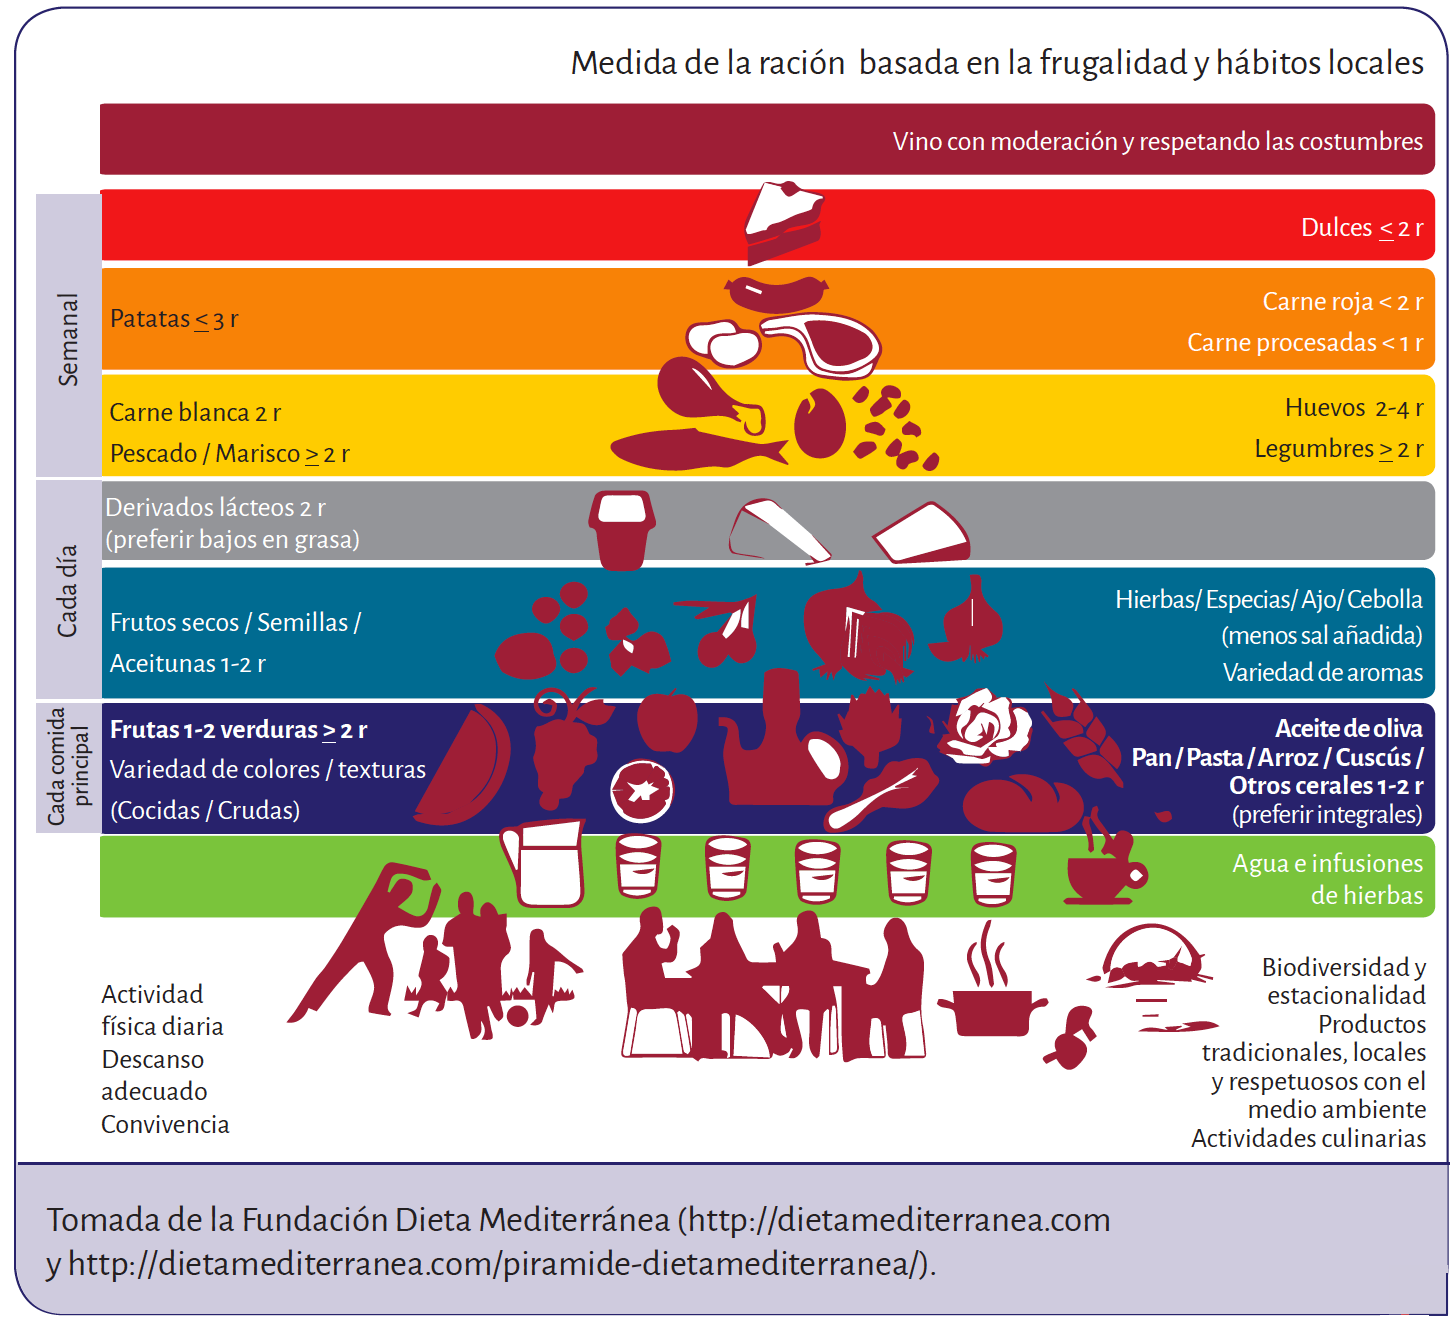 Medida de la ración basada en la frugalidad y hábitos locales
Vino con moderación y respetando las costumbres
Semanal
Dulces ≤ 2 r
Patatas ≤ 3 r
Carne roja < 2 r
Carne procesadas < 1 r
Carne blanca 2 r
Pescado / Marisco ≥ 2 r
Huevos 2-4 r
Legumbres ≥ 2 r
Cada día
Derivados lácteos 2 r
(preferir bajos en grasa)
Frutos secos / Semillas /
Aceitunas 1-2 r
Hierbas/ Especias/ Ajo/ Cebolla
(menos sal añadida)
Variedad de aromas
Cada comida
principal
Frutas 1-2 verduras ≥ 2 r
Variedad de colores / texturas
(Cocidas / Crudas)
Aceite de oliva
Pan / Pasta / Arroz / Cuscús /
Otros cerales 1-2 r
(preferir integrales)
Agua e infusiones
de hierbas
Actividad
física diaria
Descanso
adecuado
Convivencia
Biodiversidad y
estacionalidad
Productos
tradicionales, locales
y respetuosos con el
medio ambiente
Actividades culinarias
Tomada de la Fundación Dieta Mediterránea (http://dietamediterranea.com
y http://dietamediterranea.com/piramide-dietamediterranea/).